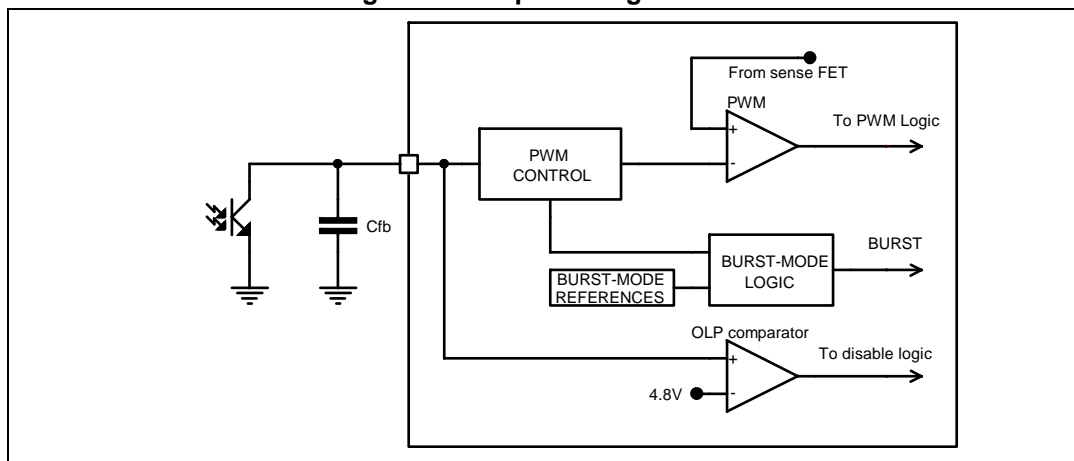 From sense FET
PWM
+
-
To PWM Logic
PWM
CONTROL
Cfb
BURST
BURST-MODE
LOGIC
BURST-MODE
REFERENCES
OLP comparator
+
-
To disable logic
4.8V